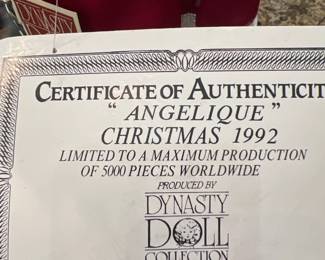 DYNASTY
CERTIFICATE OF AUTHENTICIT
"ANGELIQUE"
CHRISTMAS 1992
LIMITED TO A MAXIMUM PRODUCTION
OF 5000 PIECES WORLDWIDE
PRODUCED BY
DYNASTY
DOLL
COLLECTION